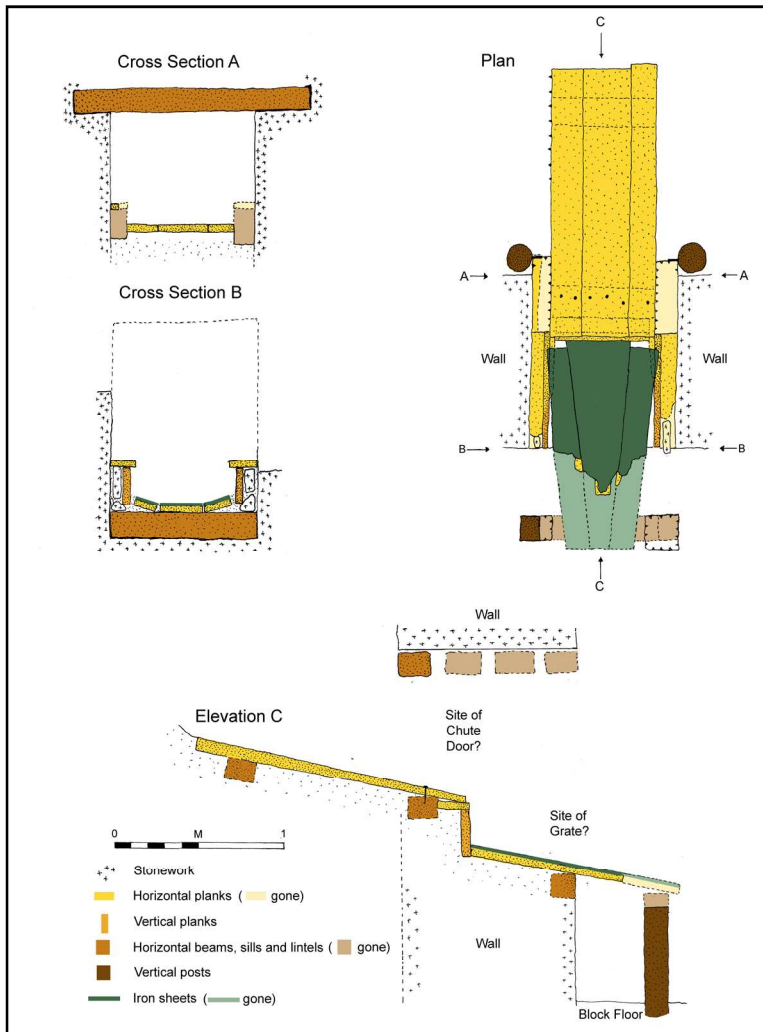 Cross Section A
Plan
C
A
A
Cross Section B
Wall
Wall
B
B
C
Wall
Elevation C
Site of
Chute
Door?
Site of
Grate?
0 M 1
Stonework
Horizontal planks ( gone)
Vertical planks
Horizontal beams, sills and lintels ( gone)
Vertical posts
Iron sheets ( gone)
Wall
Block Floor